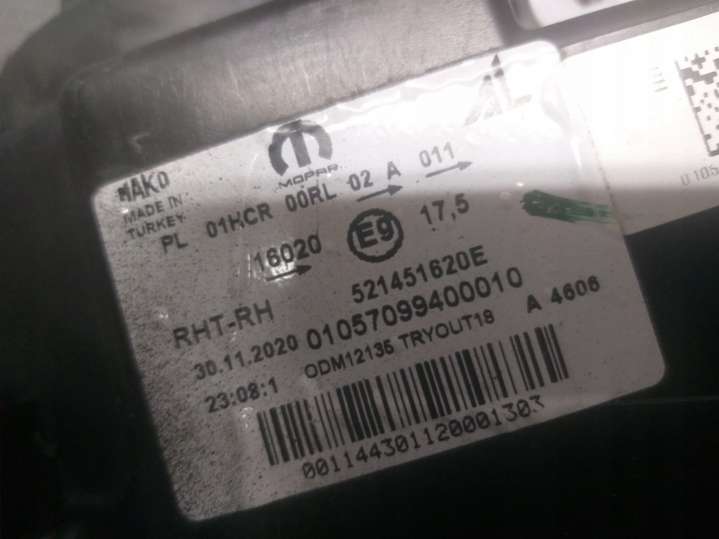 MAKO
MADE IN
TURKEY
MOPAR
PL 01HCR 00RL 02 A 011
16020
E9
17,5
RHT-RH
521451620E
30.11.2020 01057099400010
23:08:1 ODM12135 TRYOUT18 A 4606
001144301120001303